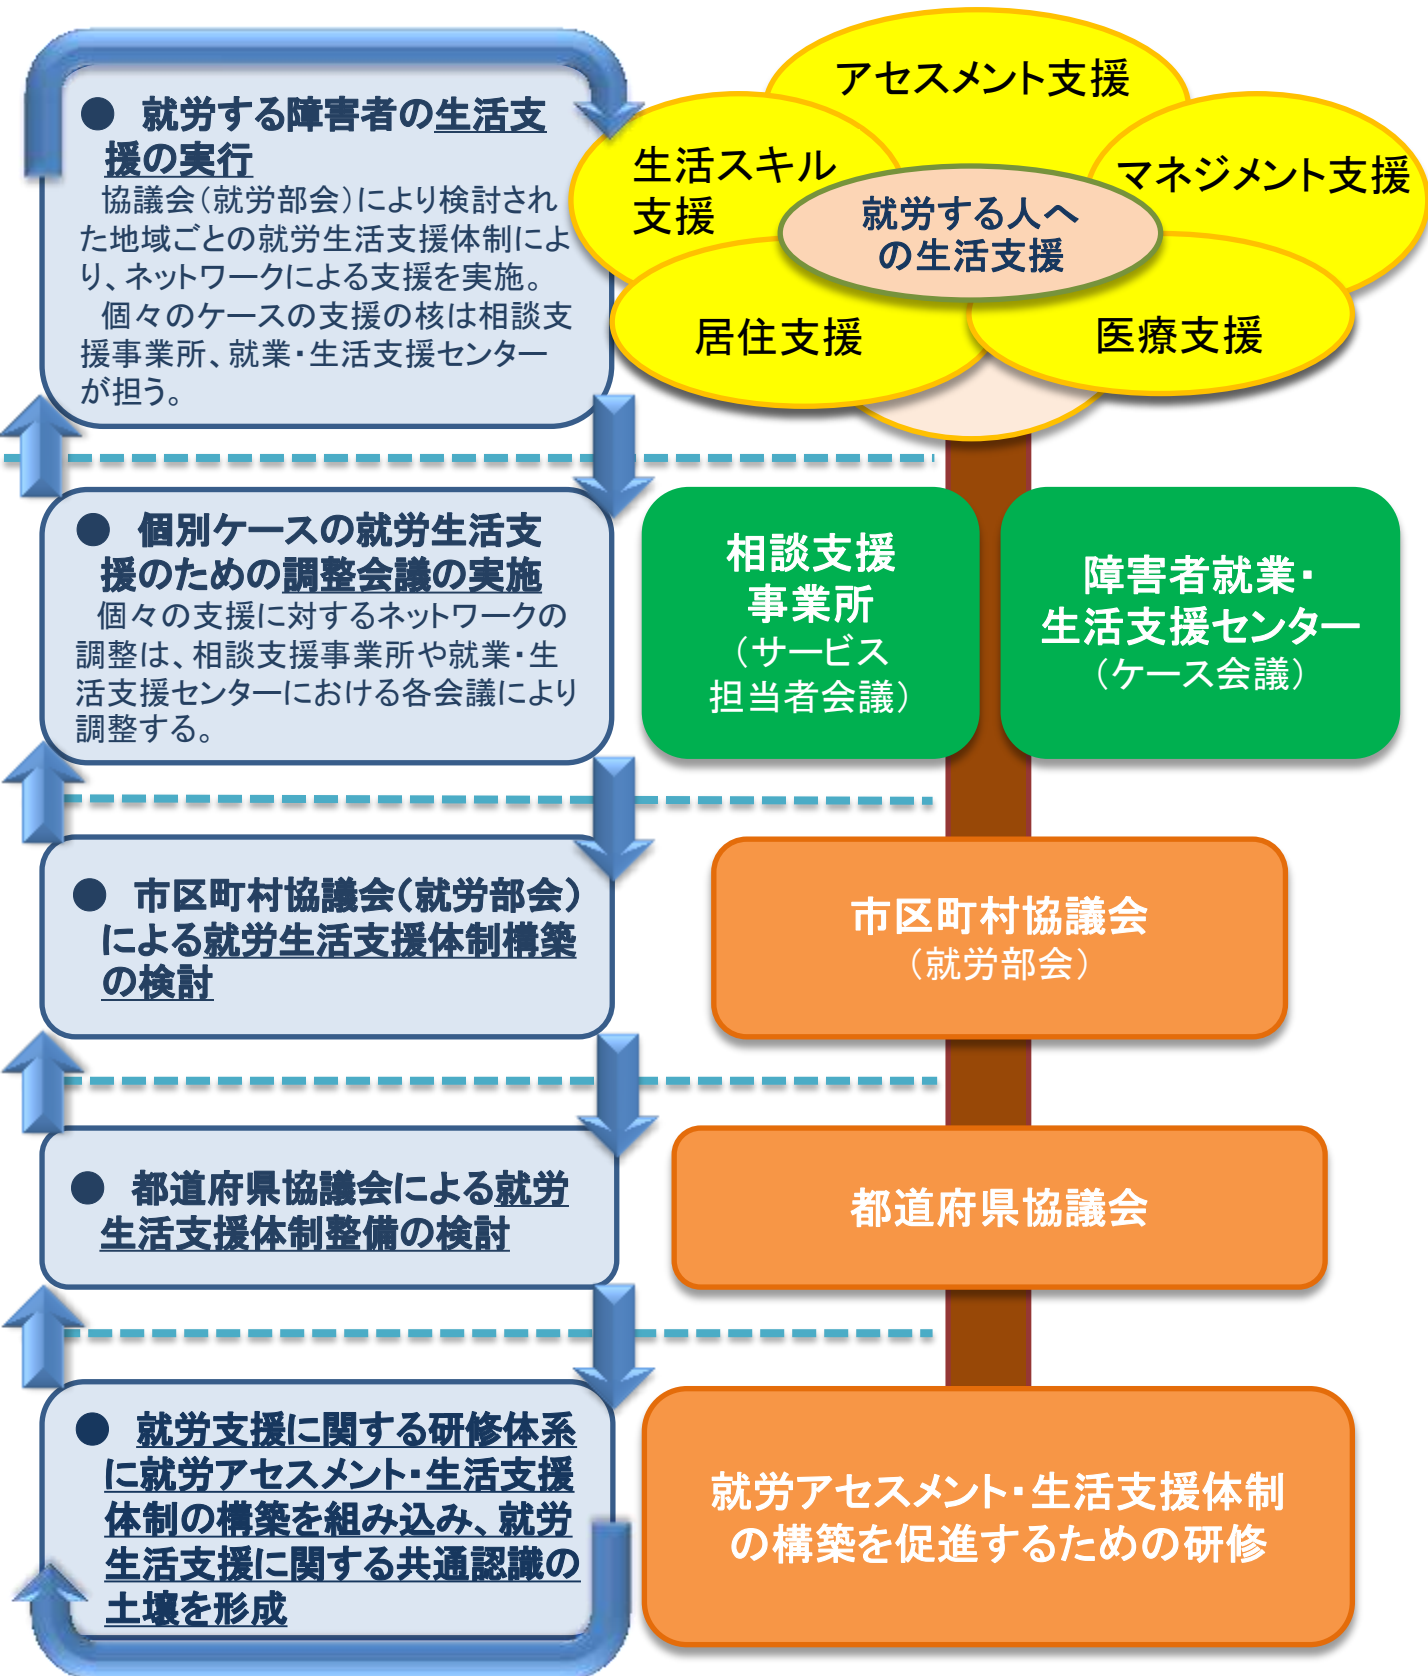 ● 就労する障害者の生活支
援の実行
協議会（就労部会）により検討され
た地域ごとの就労生活支援体制によ
り、ネットワークによる支援を実施。
個々のケースの支援の核は相談支
援事業所、就業・生活支援センター
が担う。
アセスメント支援
生活スキル
支援
マネジメント支援
就労する人へ
の生活支援
居住支援
医療支援
● 個別ケースの就労生活支
援のための調整会議の実施
個々の支援に対するネットワークの
調整は、相談支援事業所や就業・生
活支援センターにおける各会議により
調整する。
相談支援
事業所
（サービス
担当者会議）
障害者就業・
生活支援センター
（ケース会議）
● 市区町村協議会（就労部会）
による就労生活支援体制構築
の検討
市区町村協議会
（就労部会）
● 都道府県協議会による就労
生活支援体制整備の検討
都道府県協議会
● 就労支援に関する研修体系
に就労アセスメント・生活支援
体制の構築を組み込み、就労
生活支援に関する共通認識の
土壌を形成
就労アセスメント・生活支援体制
の構築を促進するための研修